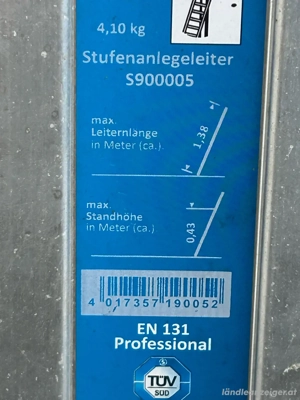 4,10 kg
Stufenanlegeleiter
S900005
max.
Leiternlänge
in Meter (ca.)
1,38
max.
Standhöhe
in Meter (ca.)
0,43
4 017357 190052
EN 131
Professional
TÜV
SÜD
ländleanzeiger.at